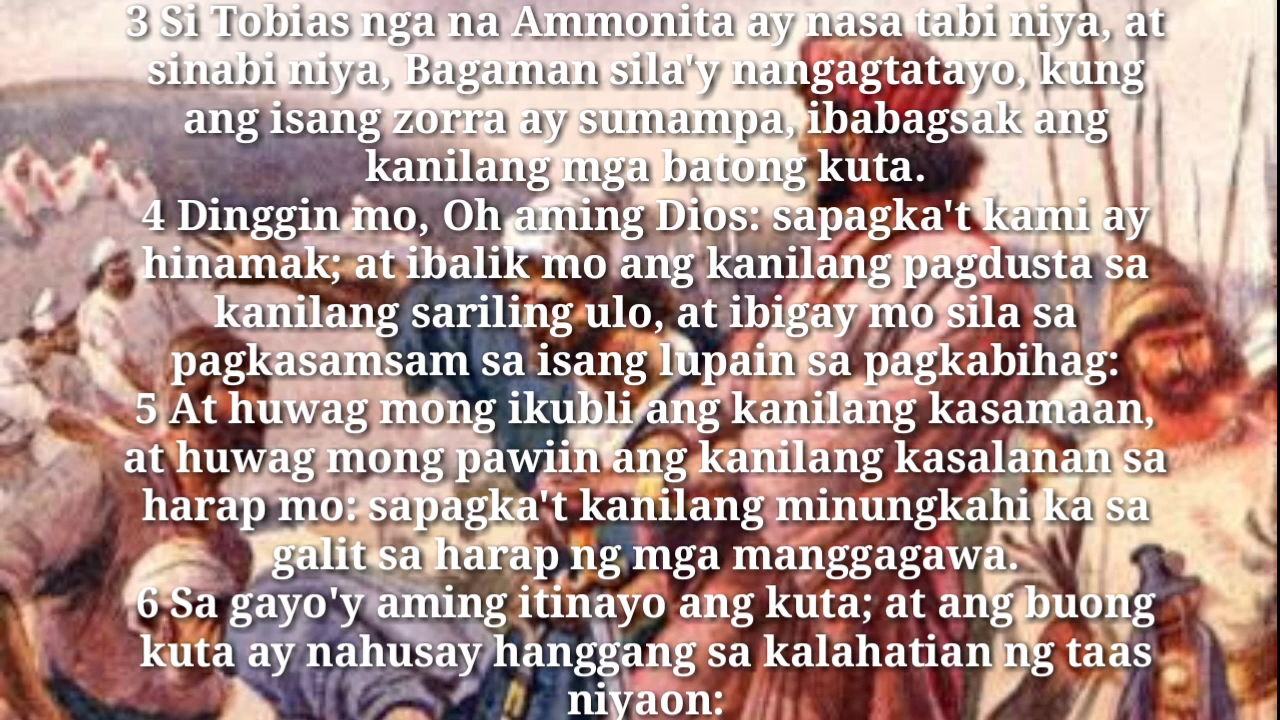 3 Si Tobias nga na Ammonita ay nasa tabi niya, at
sinabi niya, Bagaman sila'y nangagtatayo, kung
ang isang zorra ay sumampa, ibabagsak ang
kanilang mga batong kuta.
4 Dinggin mo, Oh aming Dios: sapagka't kami ay
hinamak; at ibalik mo ang kanilang pagdusta sa
kanilang sariling ulo, at ibigay mo sila sa
pagkasamsam sa isang lupain sa pagkabihag:
5 At huwag mong ikubli ang kanilang kasamaan,
at huwag mong pawiin ang kanilang kasalanan sa
harap mo: sapagka't kanilang minungkahi ka sa
galit sa harap ng mga manggagawa.
6 Sa gayo'y aming itinayo ang kuta; at ang buong
kuta ay nahusay hanggang sa kalahatian ng taas
niyaon: